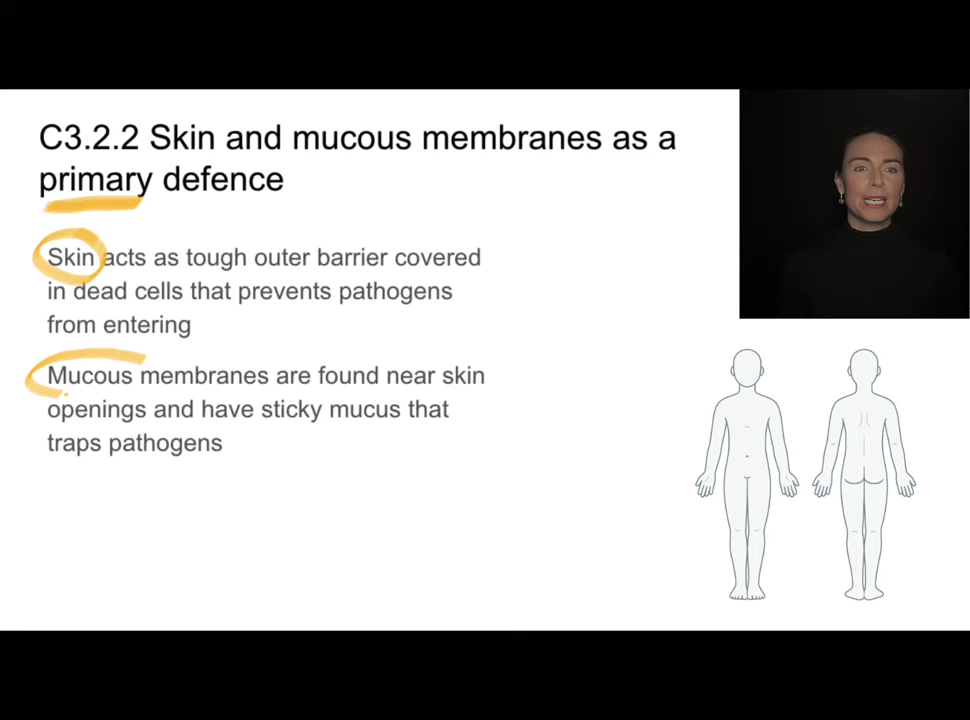 C3.2.2 Skin and mucous membranes as a
primary defence
Skin acts as tough outer barrier covered
in dead cells that prevents pathogens
from entering
Mucous membranes are found near skin
openings and have sticky mucus that
traps pathogens